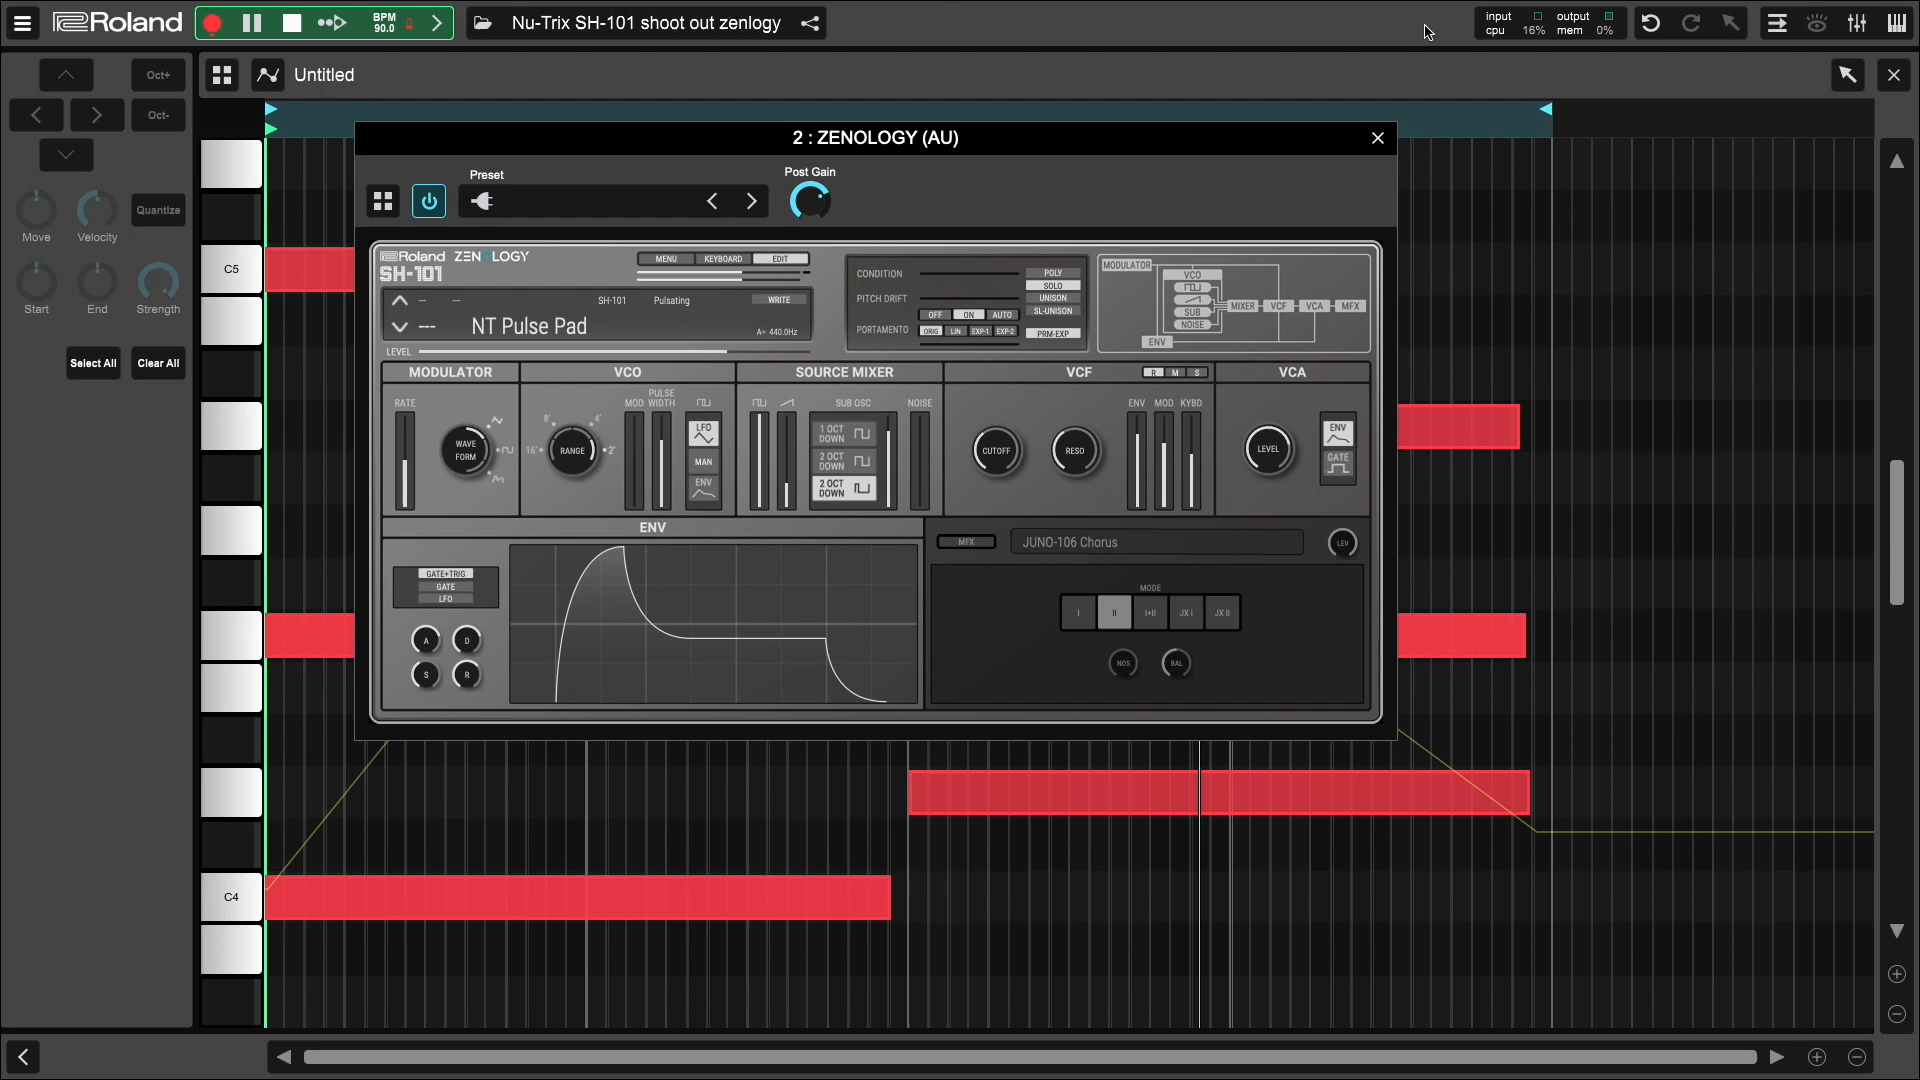 Roland
BPM
90.0
Nu-Trix SH-101 shoot out zenlogy
input
output
cpu 16% mem 0%
Oct+
Oct-
Move
Velocity
Quantize
Start
End
Strength
Select All
Clear All
Untitled
C5
C4
2 : ZENOLOGY (AU)
Preset
Post Gain
Roland ZENOLOGY
SH-101
MENU KEYBOARD EDIT
-- --
SH-101
Pulsating
WRITE
---
NT Pulse Pad
A= 440.0Hz
LEVEL
CONDITION
PITCH DRIFT
PORTAMENTO
OFF ON AUTO
ORIG LIN EXP-1 EXP-2
POLY
SOLO
UNISON
SL-UNISON
PRM-EXP
MODULATOR
VCO
SUB
NOISE
MIXER
VCF
VCA
MFX
ENV
MODULATOR
VCO
SOURCE MIXER
VCF
R M S
VCA
RATE
WAVE
FORM
8' 4'
16' 2'
RANGE
MOD
PULSE
WIDTH
LFO
MAN
ENV
SUB OSC
1 OCT
DOWN
2 OCT
DOWN
2 OCT
DOWN
NOISE
CUTOFF
RESO
ENV MOD KYBD
LEVEL
ENV
GATE
ENV
GATE+TRIG
GATE
LFO
A
D
S
R
MFX
JUNO-106 Chorus
LEV
MODE
I
II
I+II
JX I
JX II
NOS
BAL